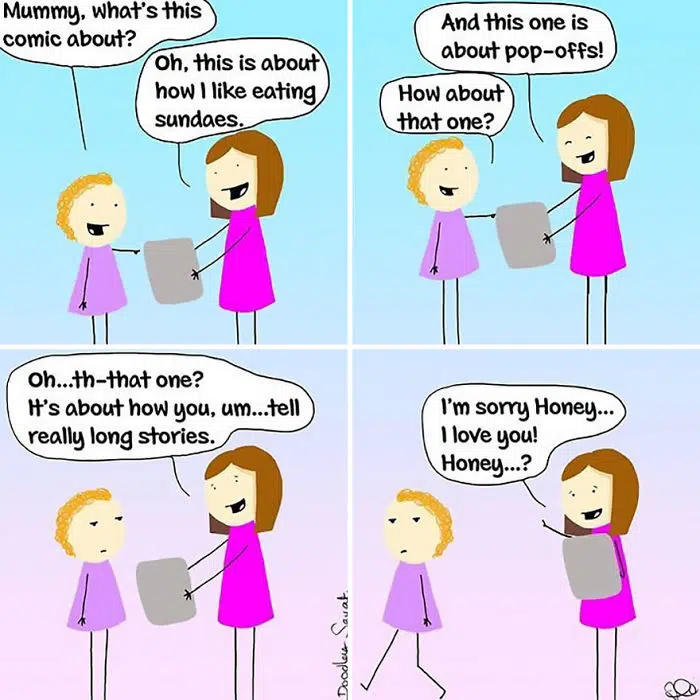 Mummy, what's this
comic about?
Oh, this is about
how I like eating
sundaes.
And this one is
about pop-offs!
How about
that one?
Oh...th-that one?
It's about how you, um...tell
really long stories.
I'm sorry Honey...
I love you!
Honey...?